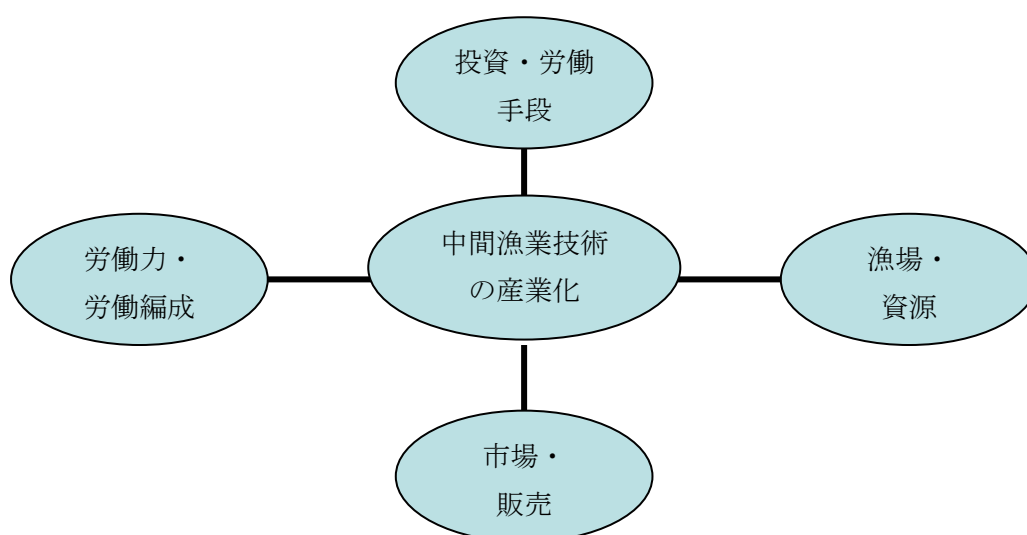 投資・労働
手段
中間漁業技術
の産業化
労働力・
労働編成
漁場・
資源
市場・
販売